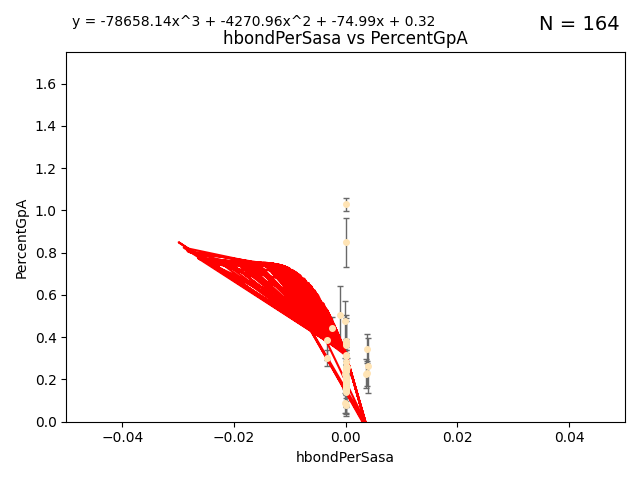 y = -78658.14x^3 + -4270.96x^2 + -74.99x + 0.32
N = 164
hbondPerSasa vs PercentGpA
1.6
1.4
1.2
1.0
0.8
0.6
0.4
0.2
0.0
PercentGpA
−0.04 −0.02 0.00 0.02 0.04
hbondPerSasa